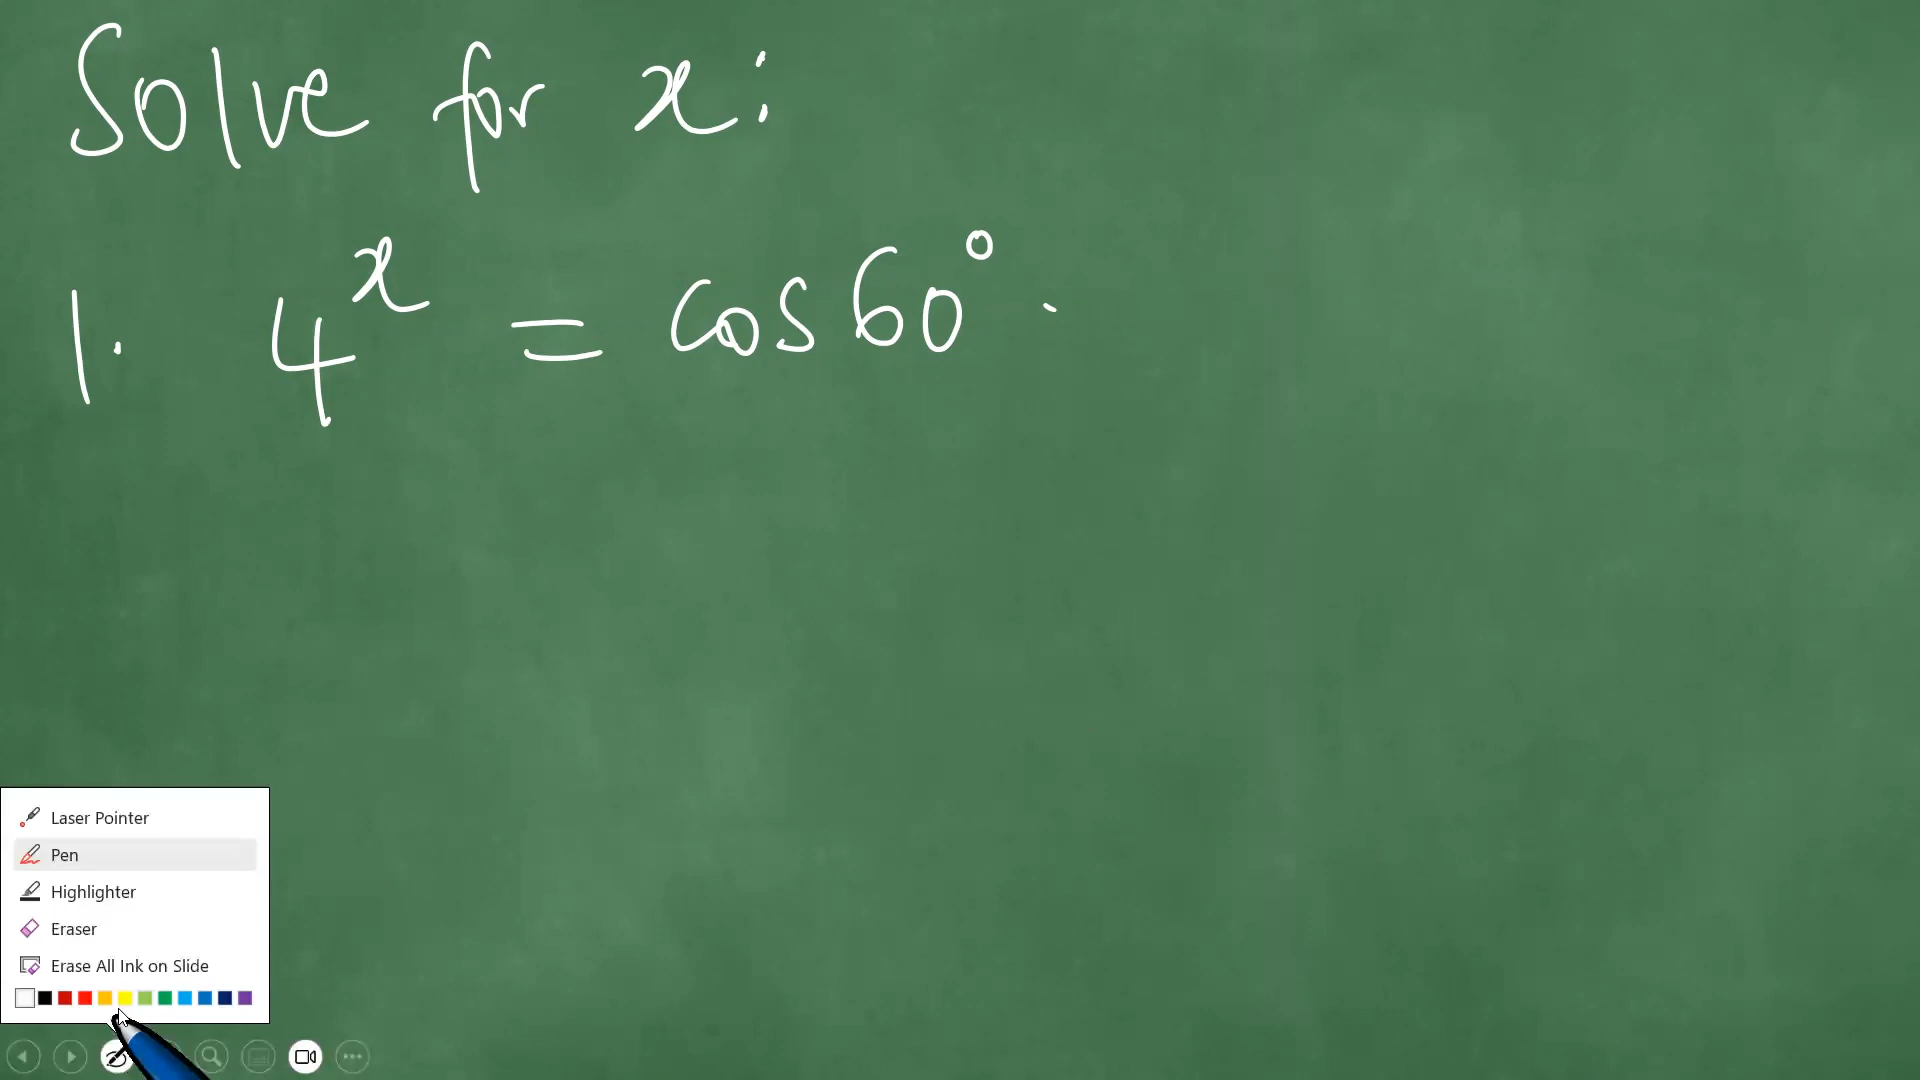 Solve for x:
1. 4^x = cos 60° .
Laser Pointer
Pen
Highlighter
Eraser
Erase All Ink on Slide